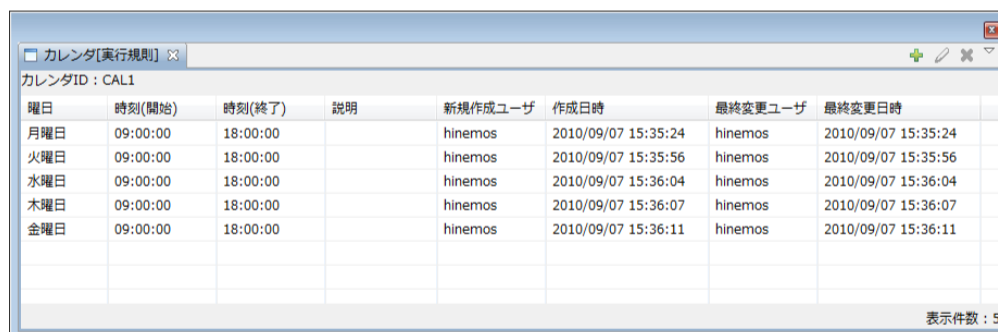 カレンダ[実行規則]
カレンダID : CAL1
曜日 時刻(開始) 時刻(終了) 説明 新規作成ユーザ 作成日時 最終変更ユーザ 最終変更日時
月曜日 09:00:00 18:00:00 hinemos 2010/09/07 15:35:24 hinemos 2010/09/07 15:35:24
火曜日 09:00:00 18:00:00 hinemos 2010/09/07 15:35:56 hinemos 2010/09/07 15:35:56
水曜日 09:00:00 18:00:00 hinemos 2010/09/07 15:36:04 hinemos 2010/09/07 15:36:04
木曜日 09:00:00 18:00:00 hinemos 2010/09/07 15:36:07 hinemos 2010/09/07 15:36:07
金曜日 09:00:00 18:00:00 hinemos 2010/09/07 15:36:11 hinemos 2010/09/07 15:36:11
表示件数 : 5